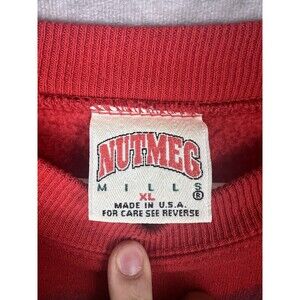 NUTMEG
MILLS
®
XL
MADE IN U.S.A.
FOR CARE SEE REVERSE